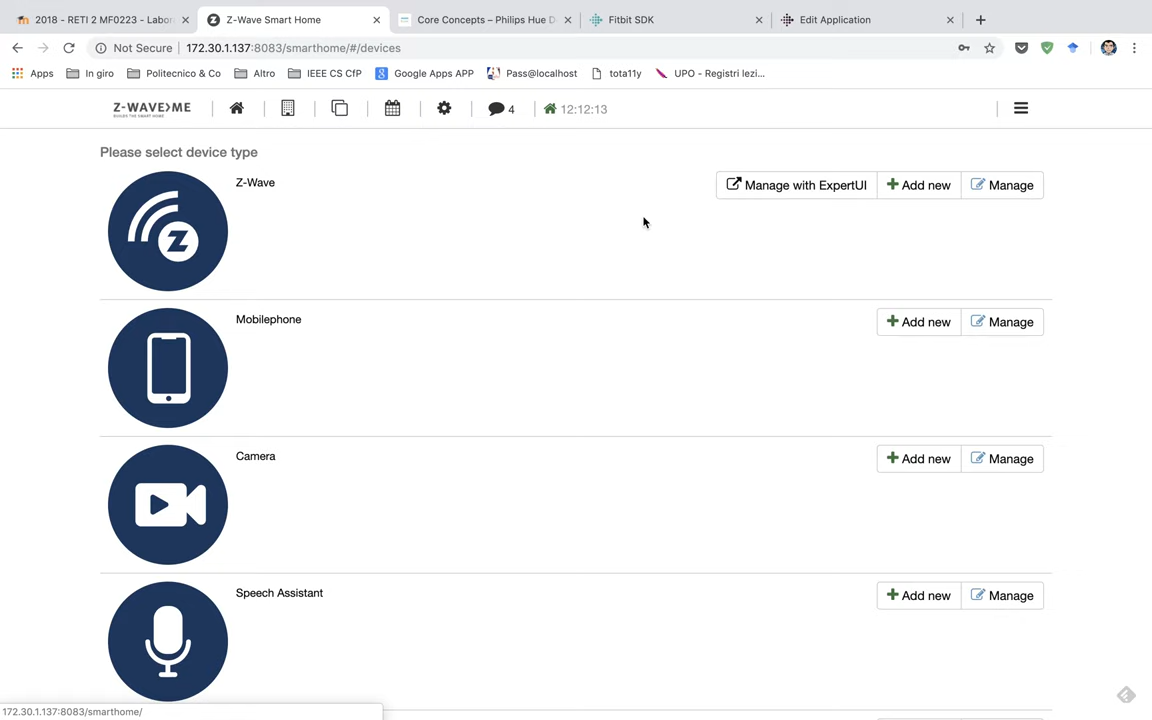 2018 - RETI 2 MF0223 - Labor
Z-Wave Smart Home
Core Concepts – Philips Hue D
Fitbit SDK
Edit Application
Not Secure
172.30.1.137:8083/smarthome/#/devices
Apps
In giro
Politecnico & Co
Altro
IEEE CS CfP
Google Apps APP
Pass@localhost
tota11y
UPO - Registri lezi...
Z-WAVE>ME
BUILDS THE SMART HOME
4
12:12:13
Please select device type
Z-Wave
Manage with ExpertUI
Add new
Manage
Mobilephone
Add new
Manage
Camera
Add new
Manage
Speech Assistant
Add new
Manage
172.30.1.137:8083/smarthome/